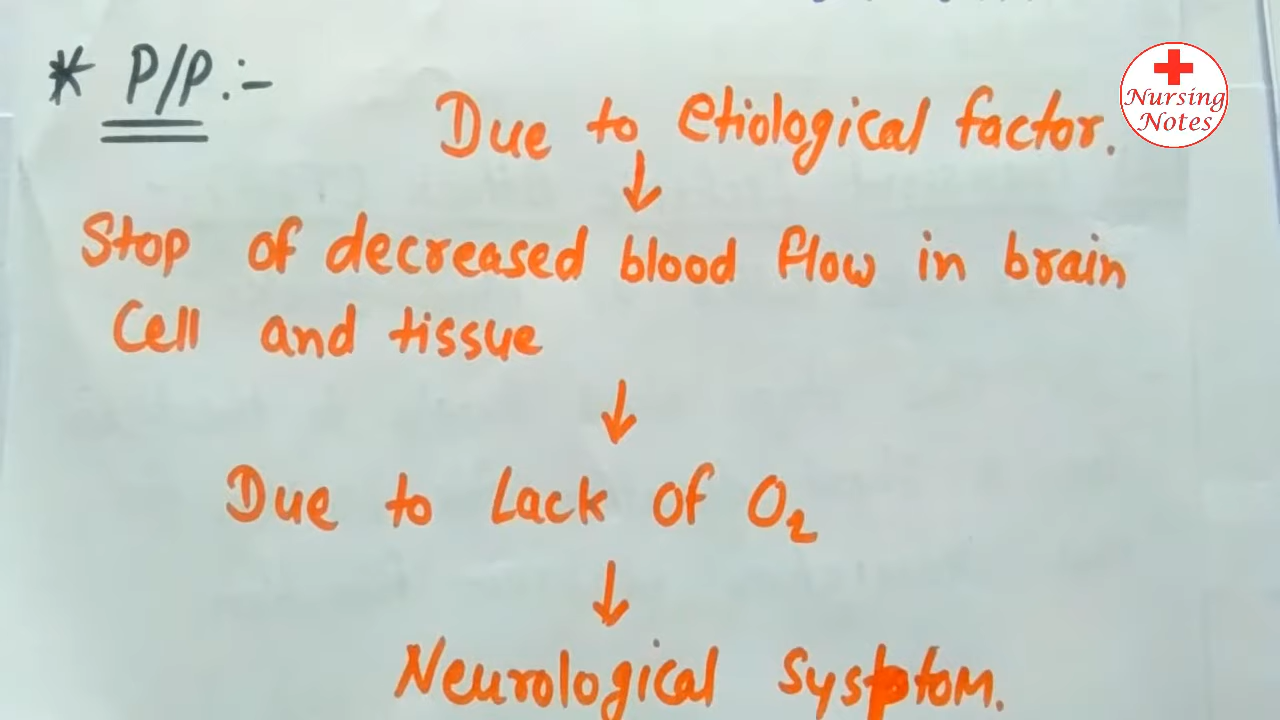 * P/P:-
Due to etiological factor.
↓
Stop of decreased blood flow in brain
Cell and tissue
↓
Due to Lack of O₂
↓
Neurological
Nursing
Notes